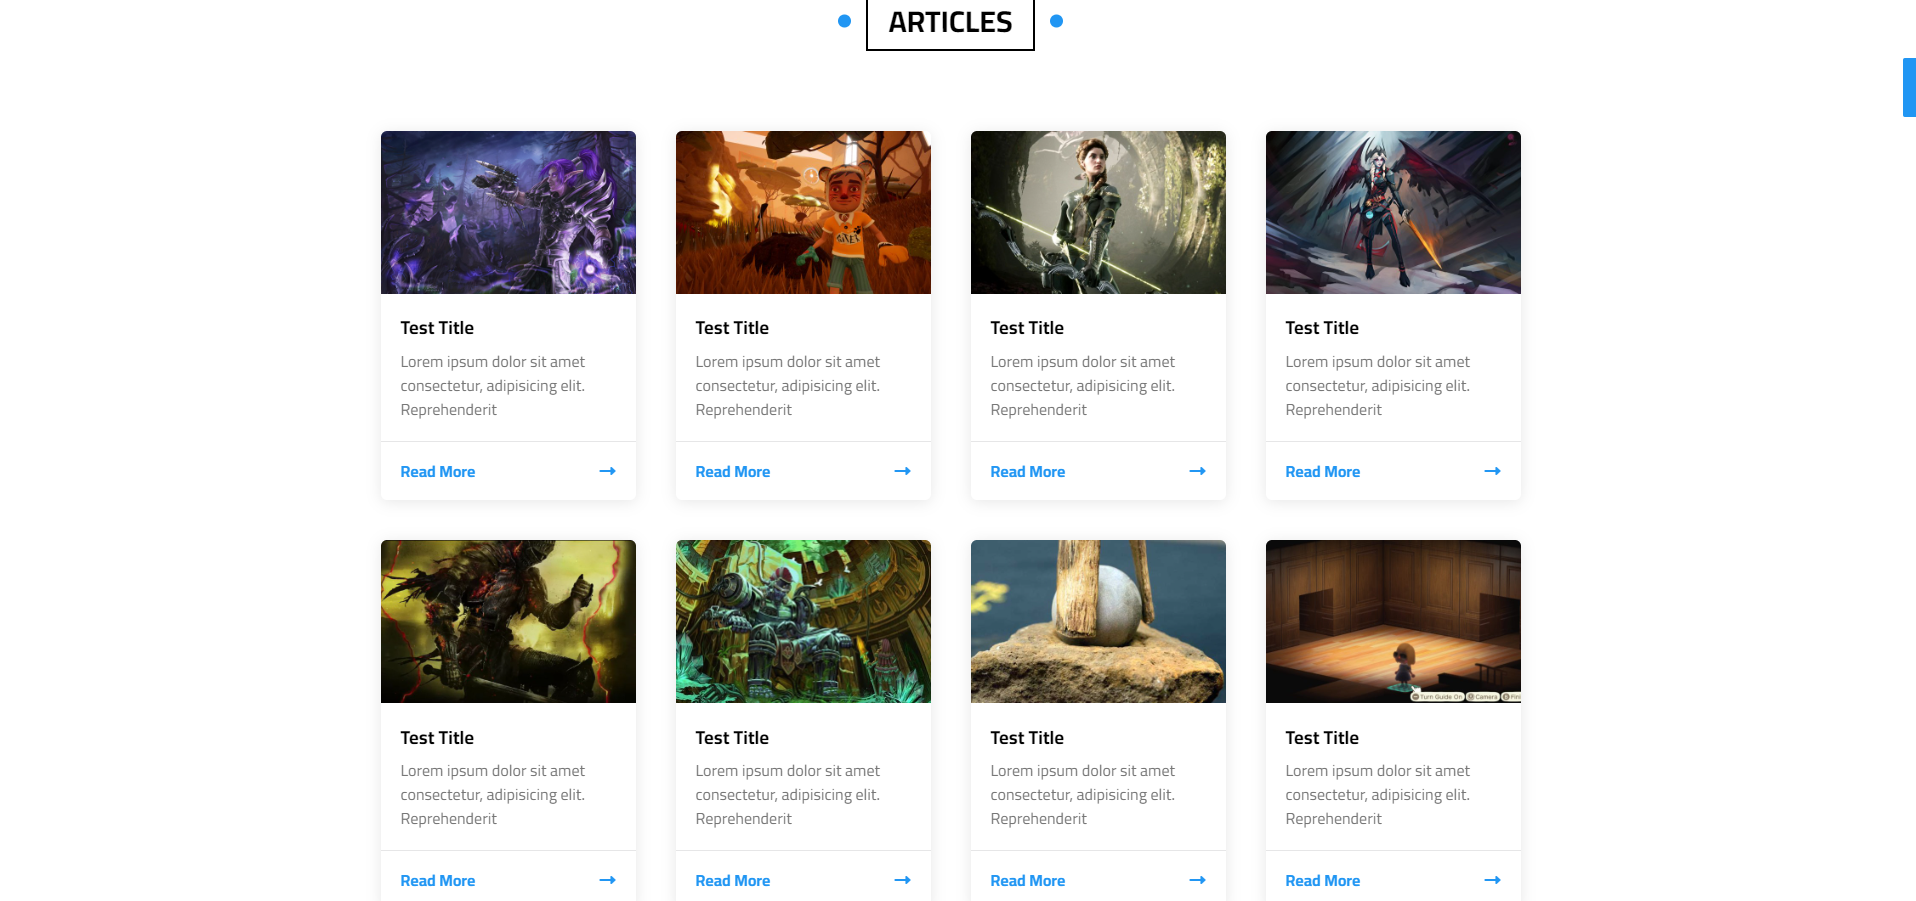 ARTICLES
Test Title
Lorem ipsum dolor sit amet
consectetur, adipisicing elit.
Reprehenderit
Read More
Test Title
Lorem ipsum dolor sit amet
consectetur, adipisicing elit.
Reprehenderit
Read More
Test Title
Lorem ipsum dolor sit amet
consectetur, adipisicing elit.
Reprehenderit
Read More
Test Title
Lorem ipsum dolor sit amet
consectetur, adipisicing elit.
Reprehenderit
Read More
Test Title
Lorem ipsum dolor sit amet
consectetur, adipisicing elit.
Reprehenderit
Read More
Test Title
Lorem ipsum dolor sit amet
consectetur, adipisicing elit.
Reprehenderit
Read More
Test Title
Lorem ipsum dolor sit amet
consectetur, adipisicing elit.
Reprehenderit
Read More
Turn Guide On Camera
Test Title
Lorem ipsum dolor sit amet
consectetur, adipisicing elit.
Reprehenderit
Read More